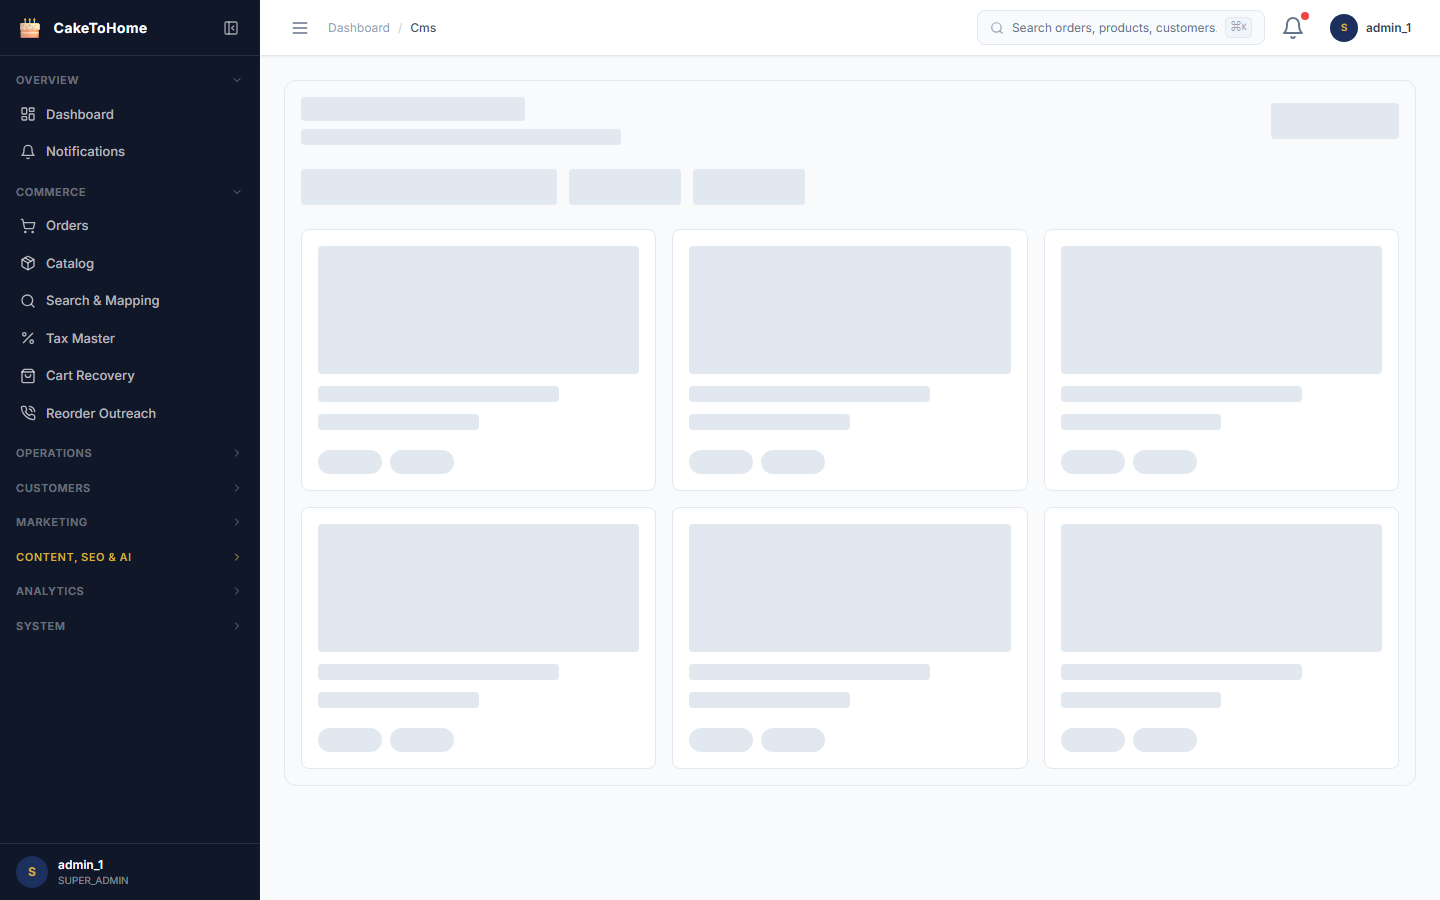 CakeToHome
Dashboard / Cms
Search orders, products, customers
⌘K
S
admin_1
OVERVIEW
Dashboard
Notifications
COMMERCE
Orders
Catalog
Search & Mapping
Tax Master
Cart Recovery
Reorder Outreach
OPERATIONS
CUSTOMERS
MARKETING
CONTENT, SEO & AI
ANALYTICS
SYSTEM
S
admin_1
SUPER_ADMIN